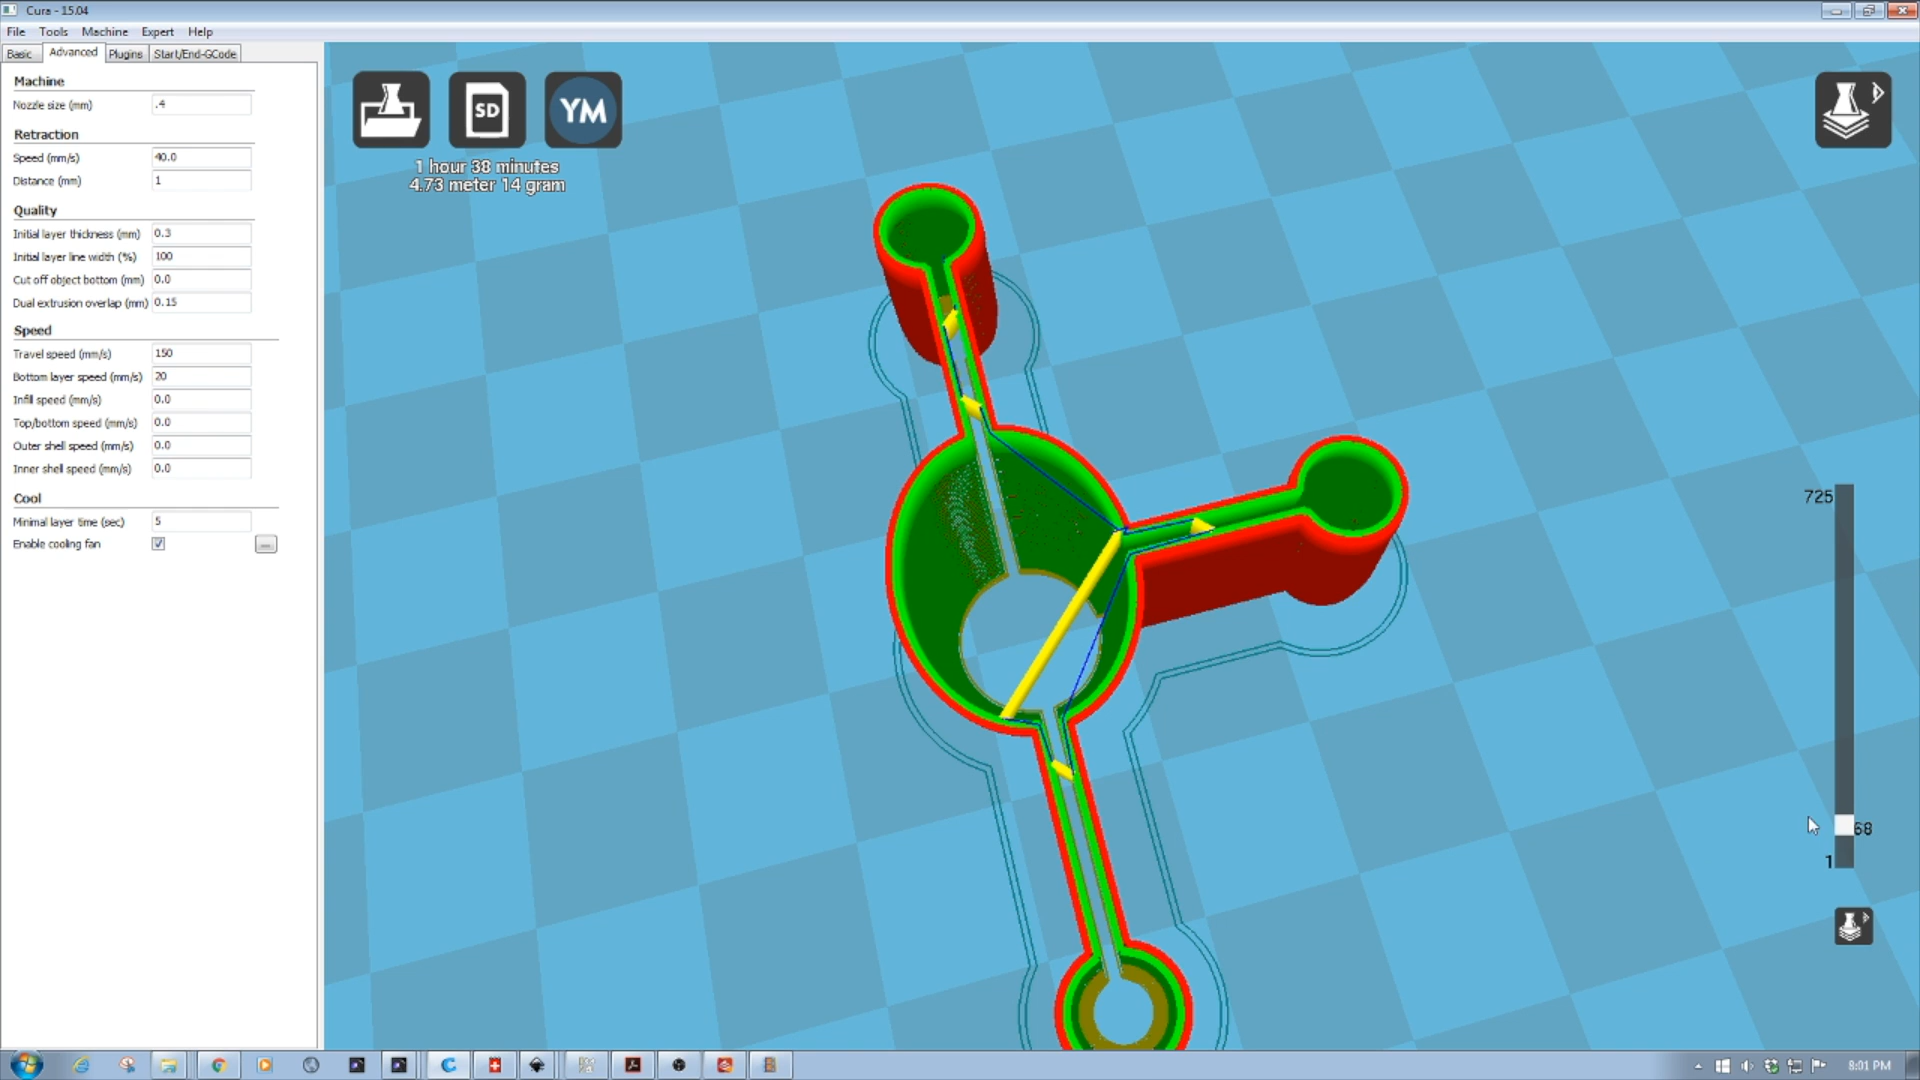 Cura - 15.04
File Tools Machine Expert Help
Basic Advanced Plugins Start/End-GCode
Machine
Nozzle size (mm) .4
Retraction
Speed (mm/s) 40.0
Distance (mm) 1
Quality
Initial layer thickness (mm) 0.3
Initial layer line width (%) 100
Cut off object bottom (mm) 0.0
Dual extrusion overlap (mm) 0.15
Speed
Travel speed (mm/s) 150
Bottom layer speed (mm/s) 20
Infill speed (mm/s) 0.0
Top/bottom speed (mm/s) 0.0
Outer shell speed (mm/s) 0.0
Inner shell speed (mm/s) 0.0
Cool
Minimal layer time (sec) 5
Enable cooling fan ...
SD YM
1 hour 38 minutes
4.73 meter 14 gram
725
68
1
8:01 PM